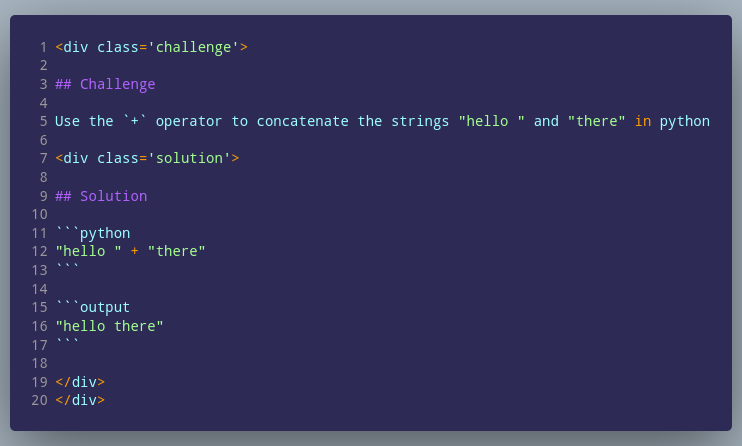 1 <div class='challenge'>
2
3 ## Challenge
4
5 Use the `+` operator to concatenate the strings "hello " and "there" in python
6
7 <div class='solution'>
8
9 ## Solution
10
11 ```python
12 "hello " + "there"
13 ```
14
15 ```output
16 "hello there"
17 ```
18
19 </div>
20 </div>